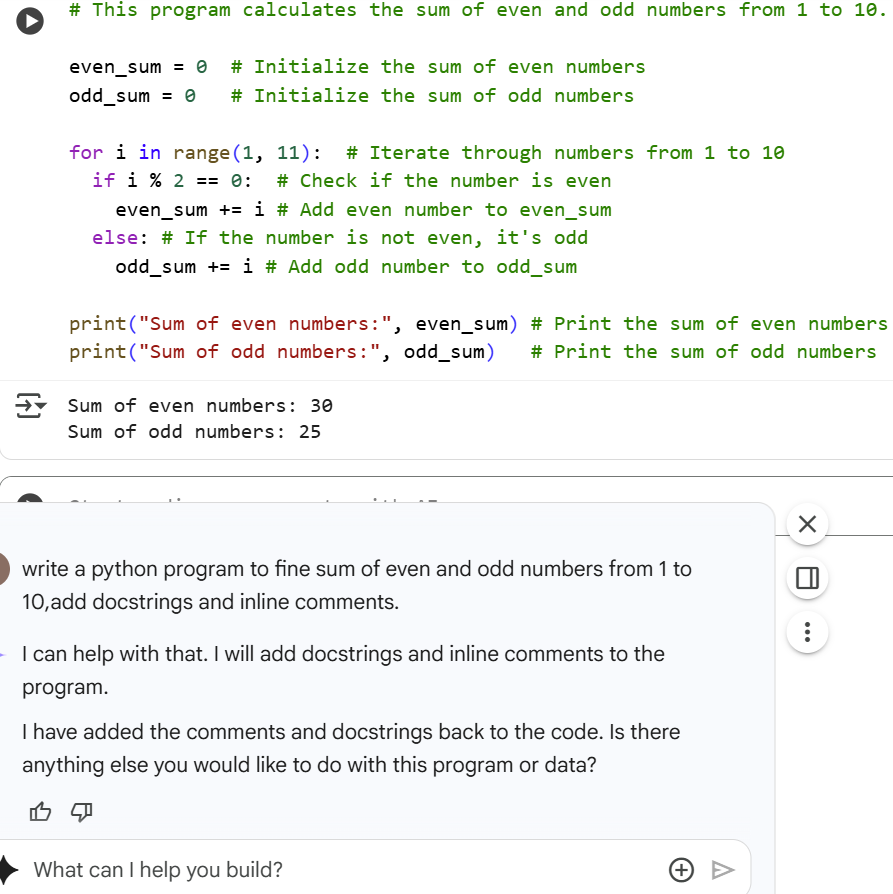 # This program calculates the sum of even and odd numbers from 1 to 10.
even_sum = 0  # Initialize the sum of even numbers
odd_sum = 0   # Initialize the sum of odd numbers
for i in range(1, 11):  # Iterate through numbers from 1 to 10
  if i % 2 == 0:  # Check if the number is even
    even_sum += i # Add even number to even_sum
  else: # If the number is not even, it's odd
    odd_sum += i # Add odd number to odd_sum
print("Sum of even numbers:", even_sum) # Print the sum of even numbers
print("Sum of odd numbers:", odd_sum)   # Print the sum of odd numbers
Sum of even numbers: 30
Sum of odd numbers: 25
write a python program to fine sum of even and odd numbers from 1 to
10,add docstrings and inline comments.
I can help with that. I will add docstrings and inline comments to the
program.
I have added the comments and docstrings back to the code. Is there
anything else you would like to do with this program or data?
What can I help you build?